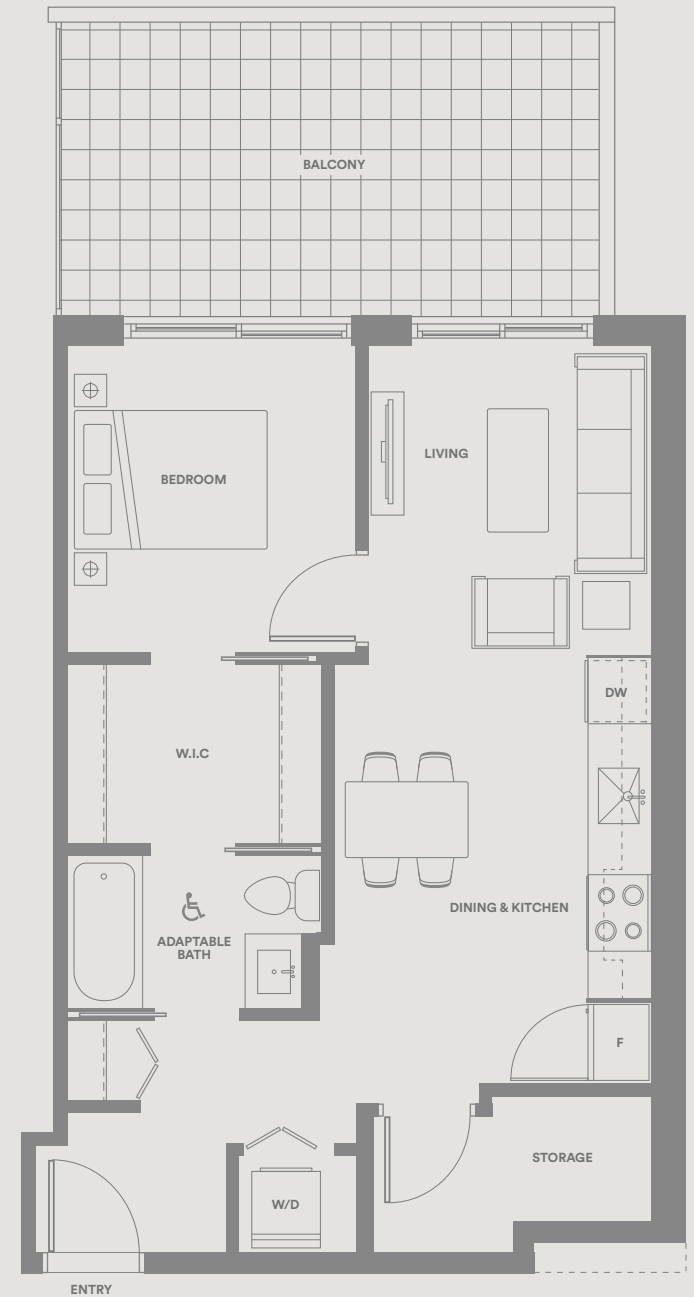 BALCONY
LIVING
BEDROOM
DW
W.I.C
DINING & KITCHEN
ADAPTABLE
BATH
F
STORAGE
W/D
ENTRY